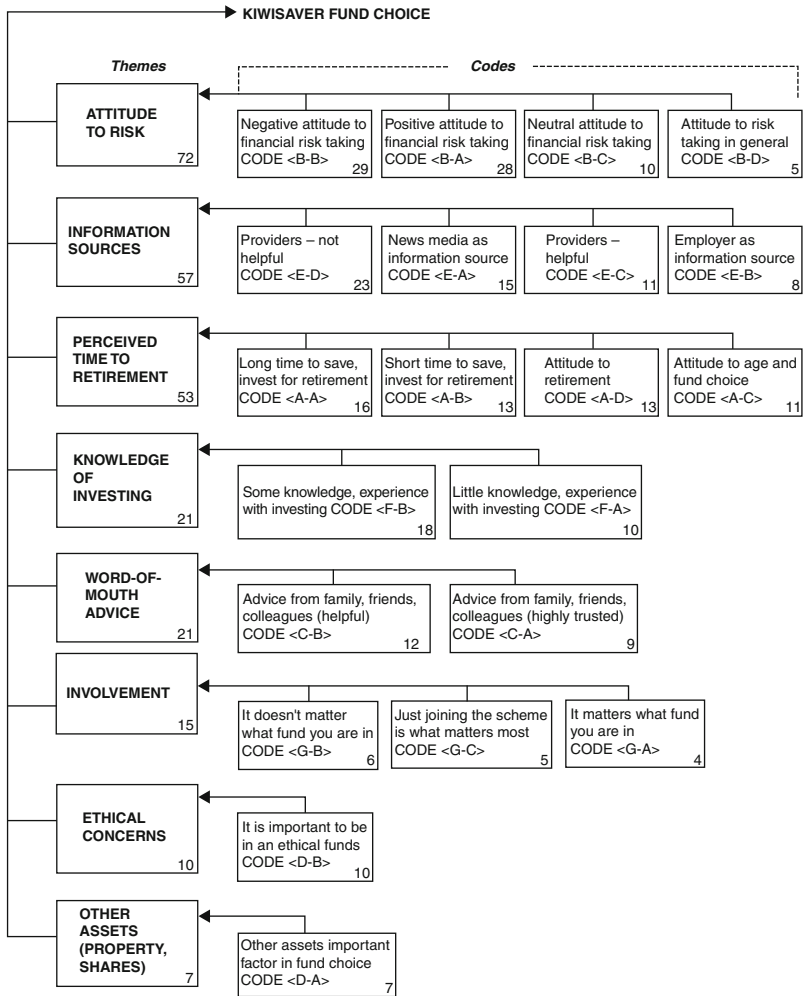 KIWISAVER FUND CHOICE
Themes
Codes
ATTITUDE
TO RISK
72
Negative attitude to
financial risk taking
CODE <B-B>
29
Positive attitude to
financial risk taking
CODE <B-A>
28
Neutral attitude to
financial risk taking
CODE <B-C>
10
Attitude to risk
taking in general
CODE <B-D>
5
INFORMATION
SOURCES
57
Providers – not
helpful
CODE <E-D>
23
News media as
information source
CODE <E-A>
15
Providers –
helpful
CODE <E-C>
11
Employer as
information source
CODE <E-B>
8
PERCEIVED
TIME TO
RETIREMENT
53
Long time to save,
invest for retirement
CODE <A-A>
16
Short time to save,
invest for retirement
CODE <A-B>
13
Attitude to
retirement
CODE <A-D>
13
Attitude to age and
fund choice
CODE <A-C>
11
KNOWLEDGE
OF
INVESTING
21
Some knowledge, experience
with investing CODE <F-B>
18
Little knowledge, experience
with investing CODE <F-A>
10
WORD-OF-
MOUTH
ADVICE
21
Advice from family, friends,
colleagues (helpful)
CODE <C-B>
12
Advice from family, friends,
colleagues (highly trusted)
CODE <C-A>
9
INVOLVEMENT
15
It doesn't matter
what fund you are in
CODE <G-B>
6
Just joining the scheme
is what matters most
CODE <G-C>
5
It matters what fund
you are in
CODE <G-A>
4
ETHICAL
CONCERNS
10
It is important to be
in an ethical funds
CODE <D-B>
10
OTHER
ASSETS
(PROPERTY,
SHARES)
7
Other assets important
factor in fund choice
CODE <D-A>
7